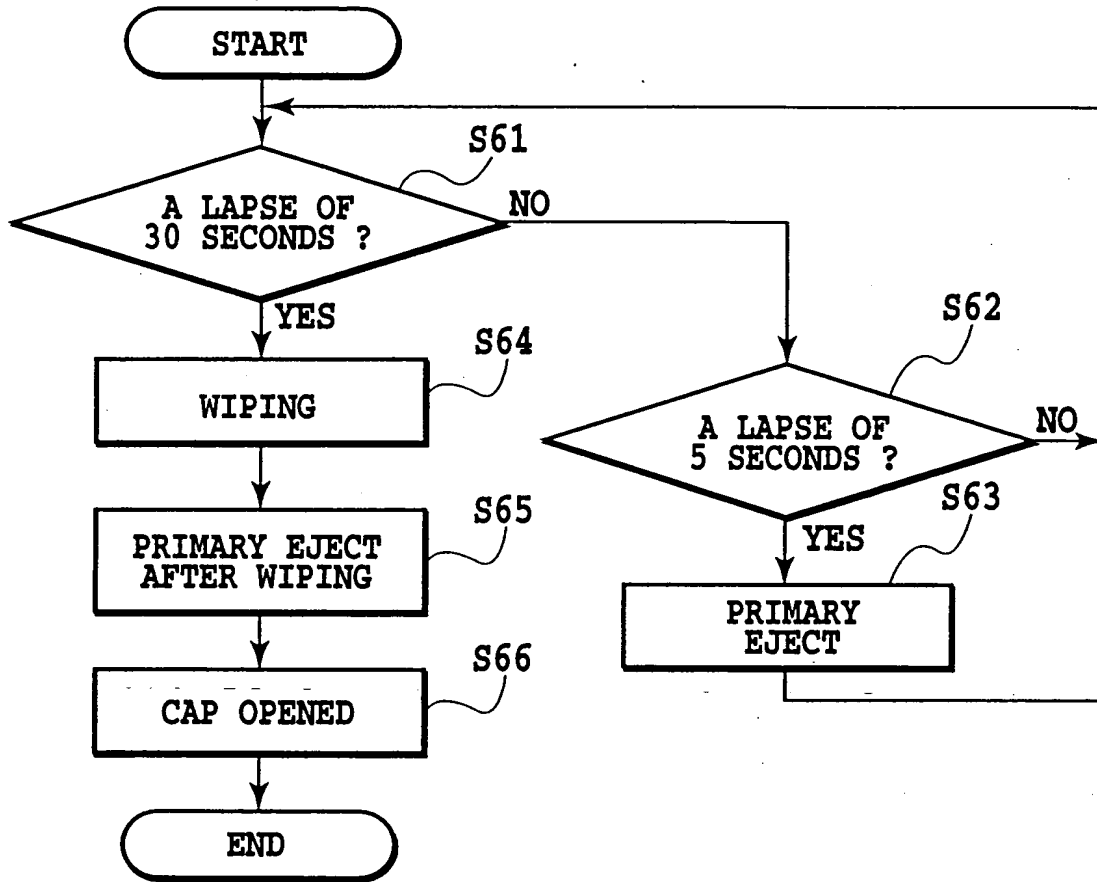 START
S61
A LAPSE OF
30 SECONDS ?
NO
YES
S62
S64
WIPING
A LAPSE OF
5 SECONDS ?
NO
S65
S63
YES
PRIMARY EJECT
AFTER WIPING
PRIMARY
EJECT
S66
CAP OPENED
END